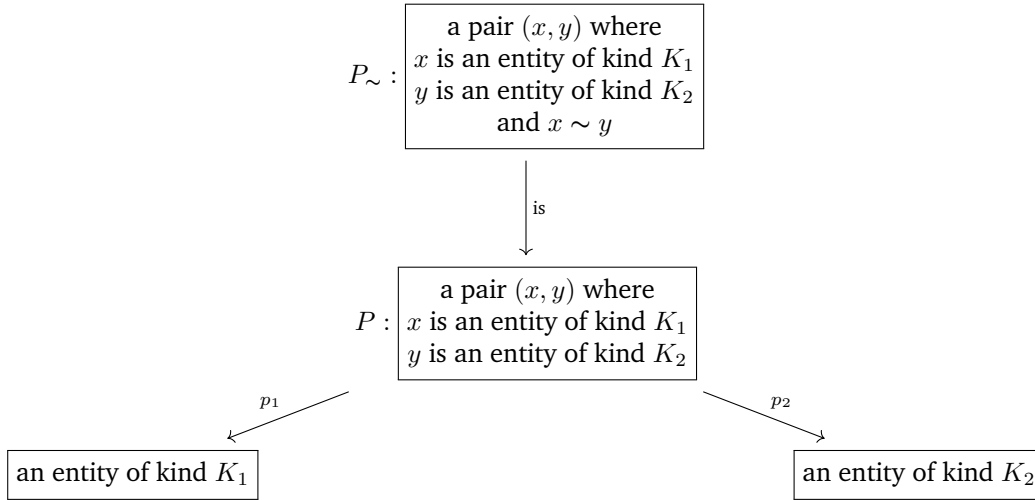 a pair (x, y) where
x is an entity of kind K₁
P∼ : y is an entity of kind K₂
and x ∼ y
is
a pair (x, y) where
P : x is an entity of kind K₁
y is an entity of kind K₂
p₁ p₂
an entity of kind K₁ an entity of kind K₂